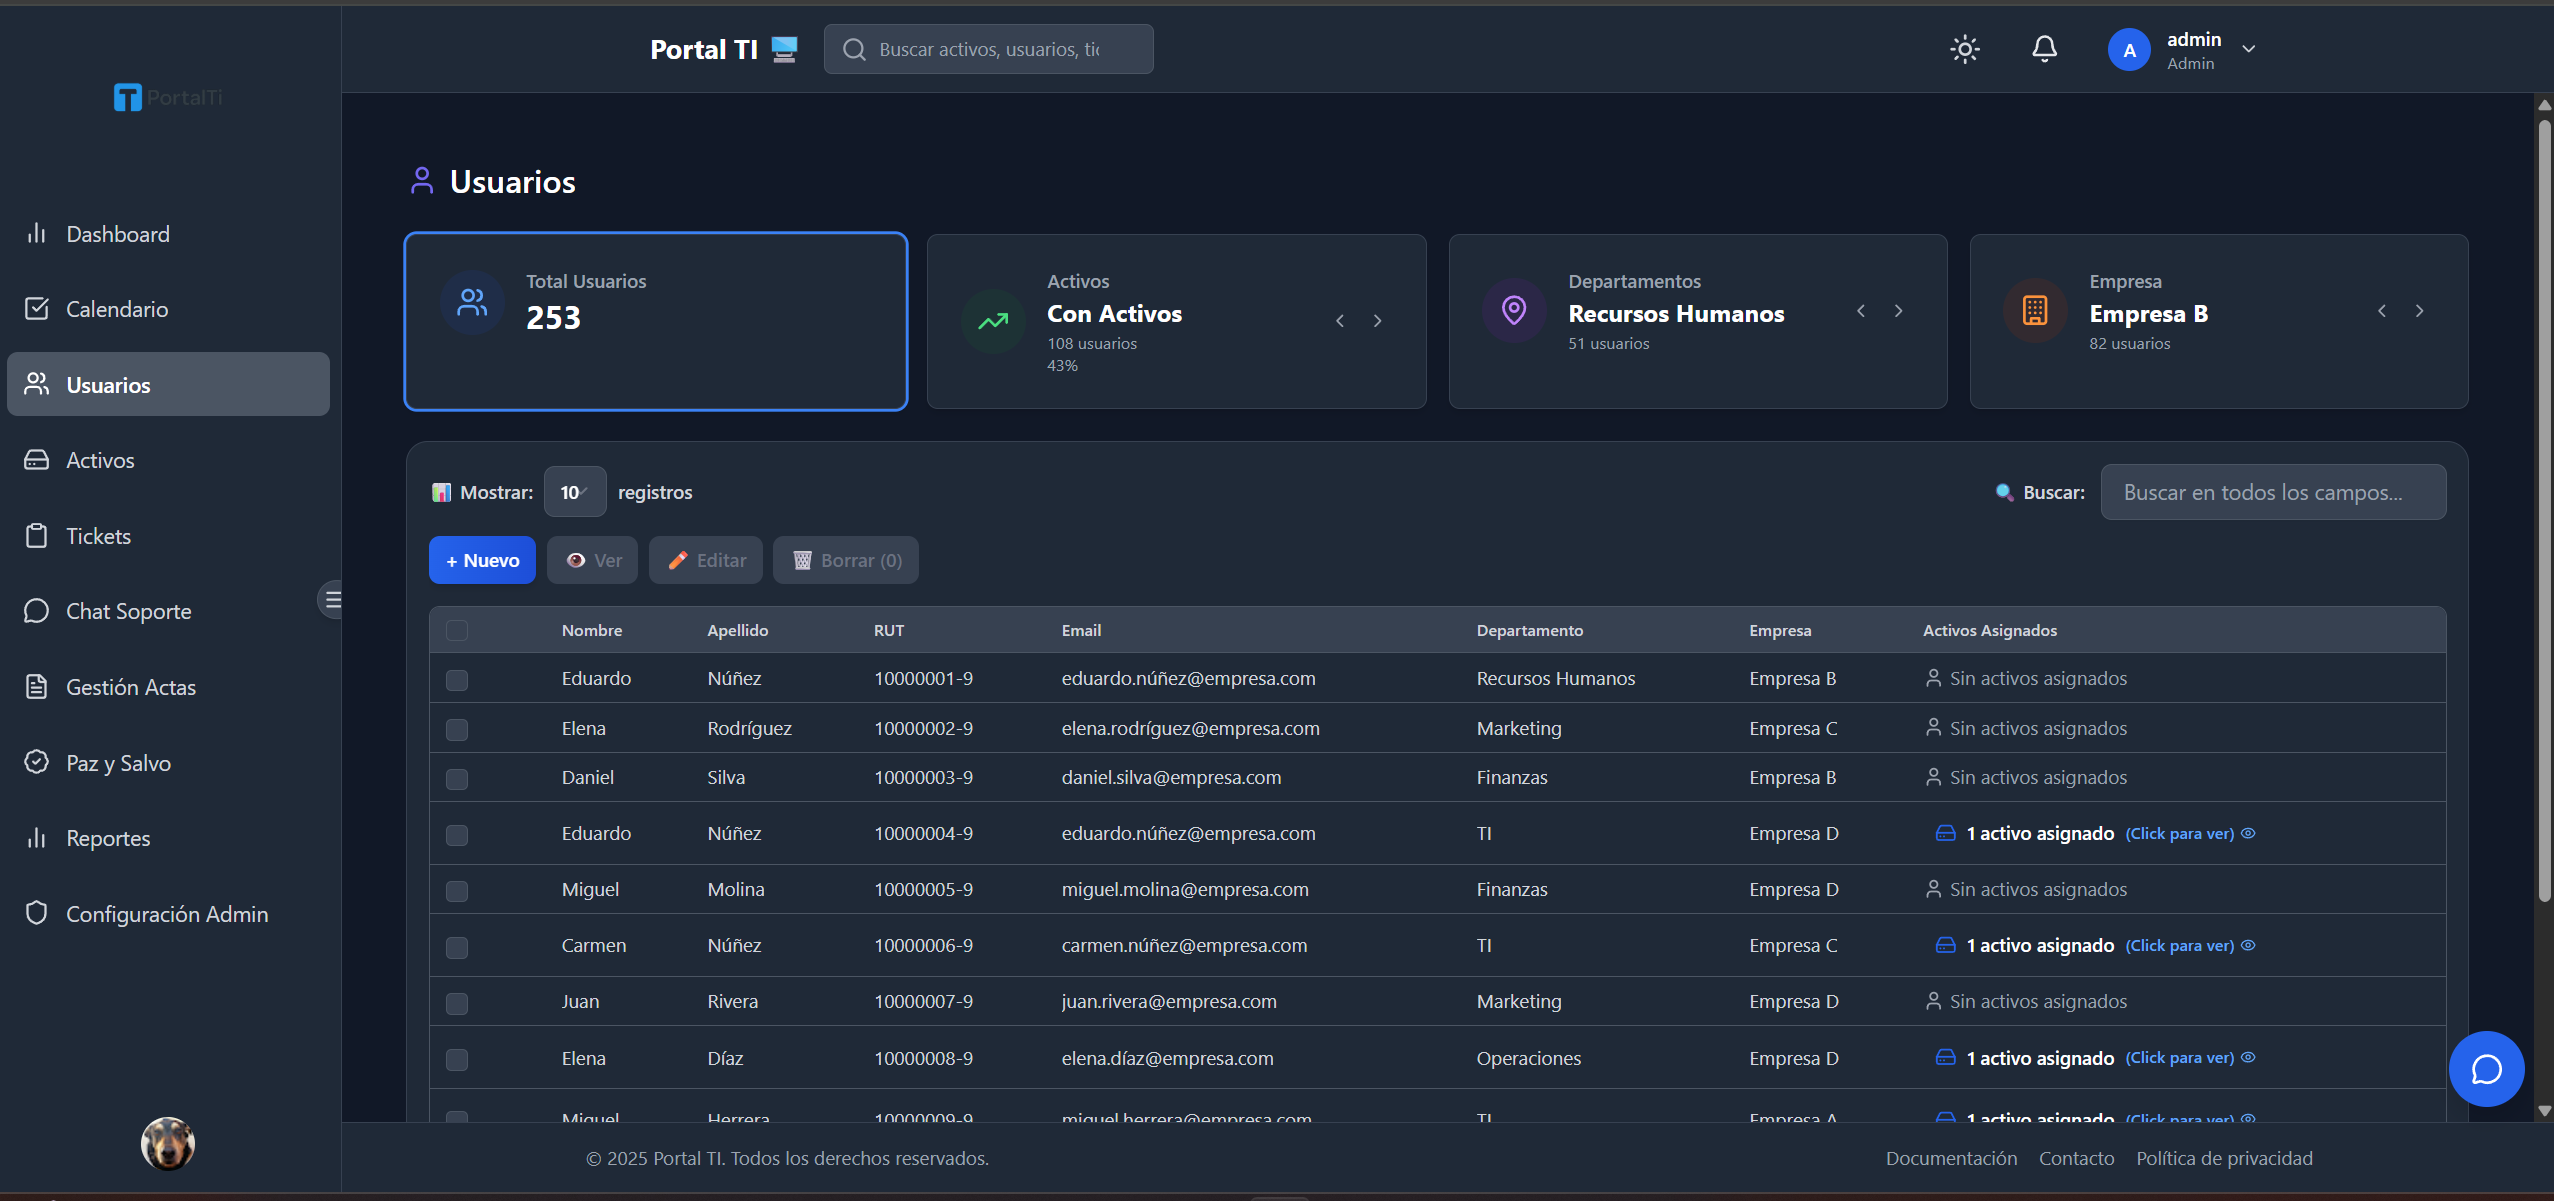 PortalTi
Portal TI
Buscar activos, usuarios, tic
A
admin
Admin
Dashboard
Calendario
Usuarios
Activos
Tickets
Chat Soporte
Gestión Actas
Paz y Salvo
Reportes
Configuración Admin
Usuarios
Total Usuarios
253
Activos
Con Activos
108 usuarios
43%
Departamentos
Recursos Humanos
51 usuarios
Empresa
Empresa B
82 usuarios
Mostrar: 10 registros
Buscar: Buscar en todos los campos...
+ Nuevo Ver Editar Borrar (0)
Nombre Apellido RUT Email Departamento Empresa Activos Asignados
Eduardo Núñez 10000001-9 eduardo.núñez@empresa.com Recursos Humanos Empresa B Sin activos asignados
Elena Rodríguez 10000002-9 elena.rodríguez@empresa.com Marketing Empresa C Sin activos asignados
Daniel Silva 10000003-9 daniel.silva@empresa.com Finanzas Empresa B Sin activos asignados
Eduardo Núñez 10000004-9 eduardo.núñez@empresa.com TI Empresa D 1 activo asignado (Click para ver)
Miguel Molina 10000005-9 miguel.molina@empresa.com Finanzas Empresa D Sin activos asignados
Carmen Núñez 10000006-9 carmen.núñez@empresa.com TI Empresa C 1 activo asignado (Click para ver)
Juan Rivera 10000007-9 juan.rivera@empresa.com Marketing Empresa D Sin activos asignados
Elena Díaz 10000008-9 elena.díaz@empresa.com Operaciones Empresa D 1 activo asignado (Click para ver)
Miguel Herrera 10000009-9 miguel.herrera@empresa.com TI Empresa A 1 activo asignado (Click para ver)
© 2025 Portal TI. Todos los derechos reservados.
Documentación Contacto Política de privacidad